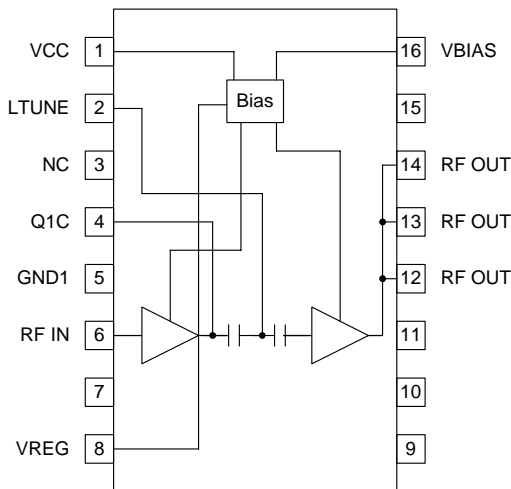 VCC 1 16 VBIAS
LTUNE 2 Bias 15
NC 3 14 RF OUT
Q1C 4 13 RF OUT
GND1 5 12 RF OUT
RF IN 6 11
7 10
VREG 8 9